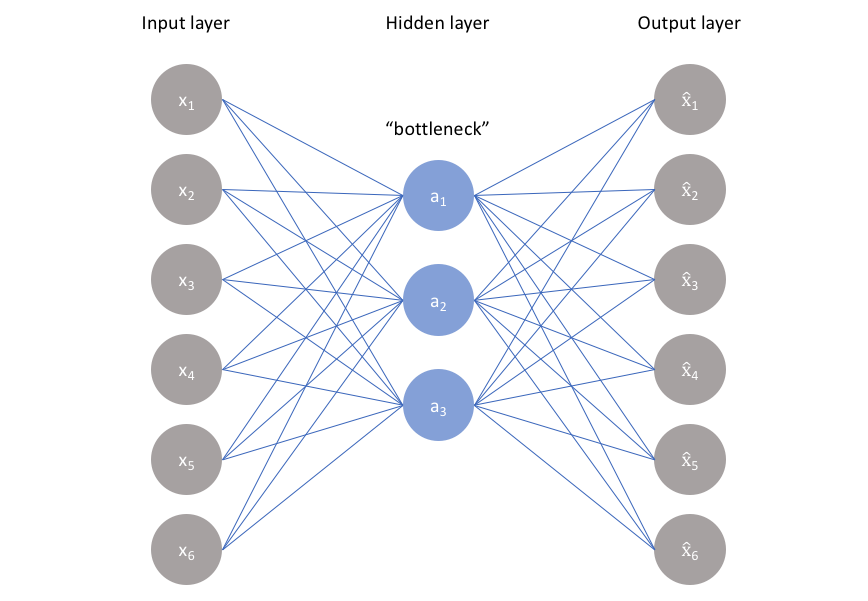 Input layer
Hidden layer
Output layer
“bottleneck”
x₁
x₂
x₃
x₄
x₅
x₆
a₁
a₂
a₃
x̂₁
x̂₂
x̂₃
x̂₄
x̂₅
x̂₆